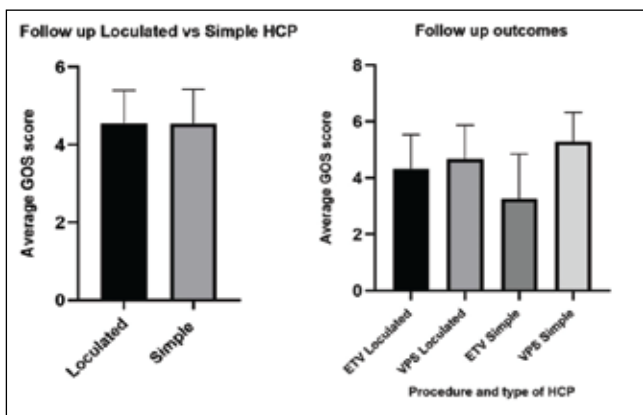 Follow up Loculated vs Simple HCP
6
4
2
0
Average GOS score
Loculated
Simple
Follow up outcomes
8
6
4
2
0
Average GOS score
ETV Loculated
VPS Loculated
ETV Simple
VPS Simple
Procedure and type of HCP